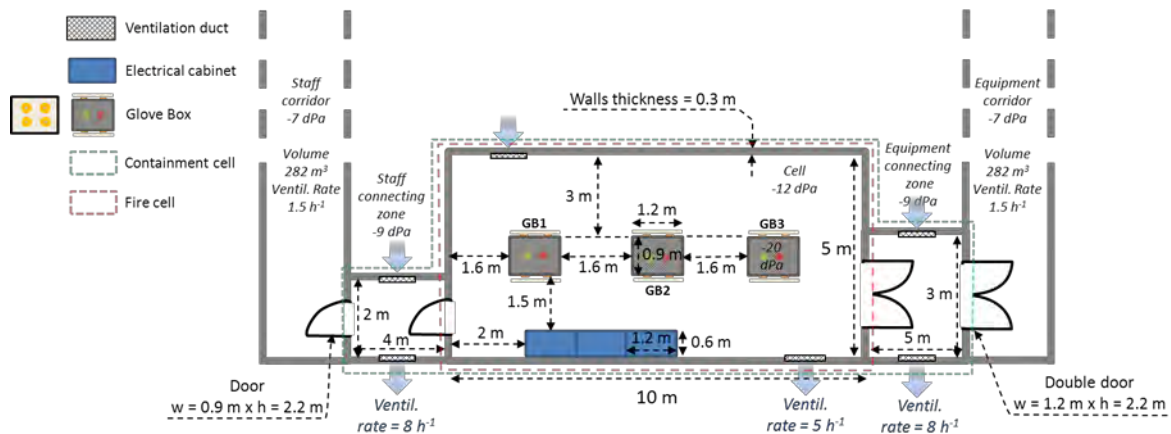 Ventilation duct
Electrical cabinet
Glove Box
Containment cell
Fire cell
Staff
corridor
-7 dPa
Volume
282 m³
Ventil. Rate
1.5 h⁻¹
Staff
connecting
zone
-9 dPa
Walls thickness = 0.3 m
Cell
-12 dPa
Equipment
connecting
zone
-9 dPa
Equipment
corridor
-7 dPa
Volume
282 m³
Ventil. Rate
1.5 h⁻¹
3 m
1.2 m
GB1
GB3
5 m
1.6 m
1.6 m
0.9 m
1.6 m
-20
dPa
GB2
1.5 m
2 m
3 m
4 m
2 m
1.2 m
0.6 m
5 m
10 m
Door
w = 0.9 m x h = 2.2 m
Ventil.
rate = 8 h⁻¹
Ventil.
rate = 5 h⁻¹
Ventil.
rate = 8 h⁻¹
Double door
w = 1.2 m x h = 2.2 m